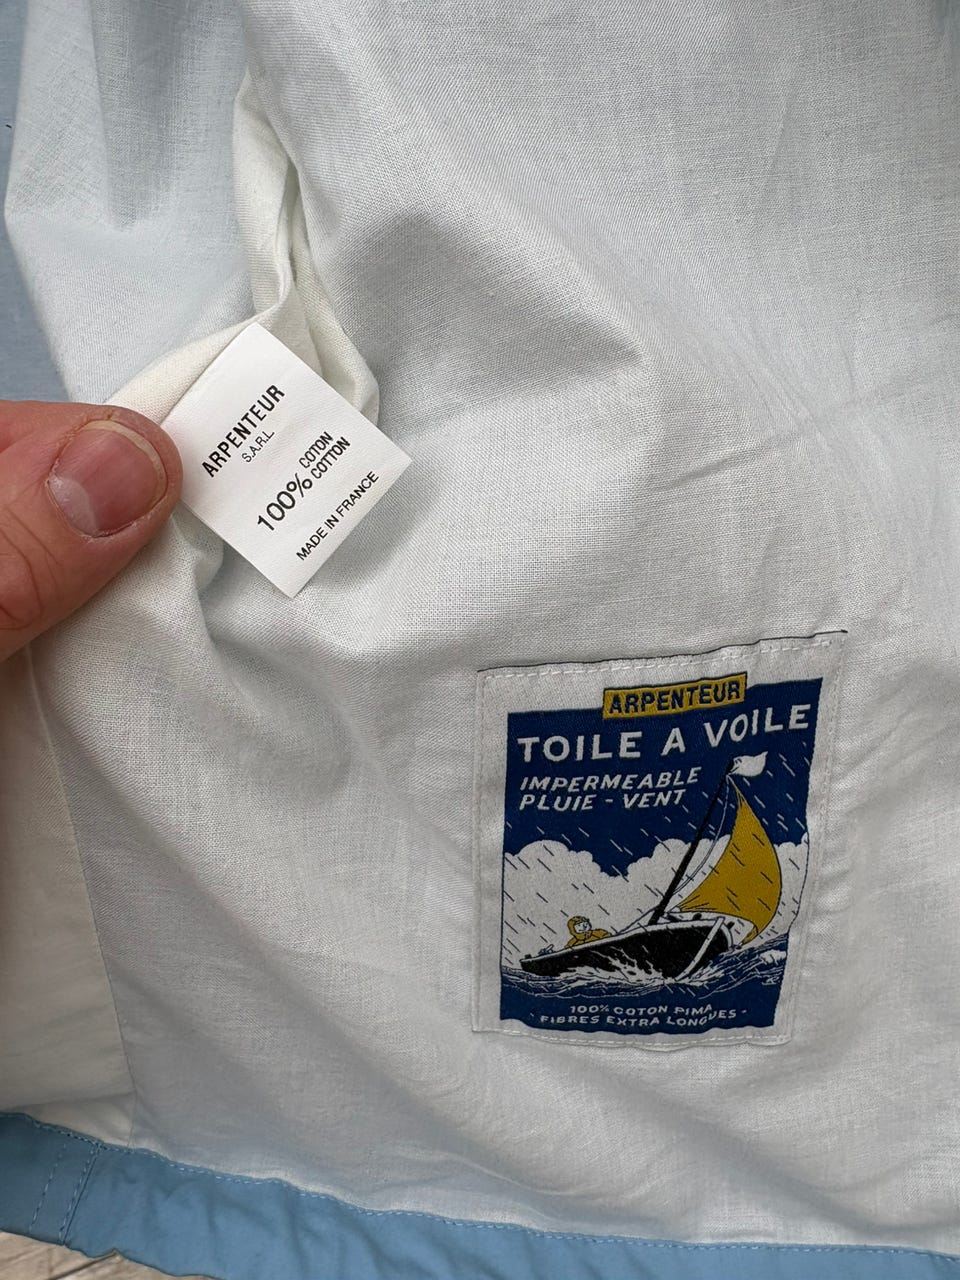 ARPENTEUR
S.A.R.L
100% COTON
COTTON
MADE IN FRANCE
ARPENTEUR
TOILE A VOILE
IMPERMEABLE
PLUIE - VENT
100% COTON PIMA
- FIBRES EXTRA LONGUES -